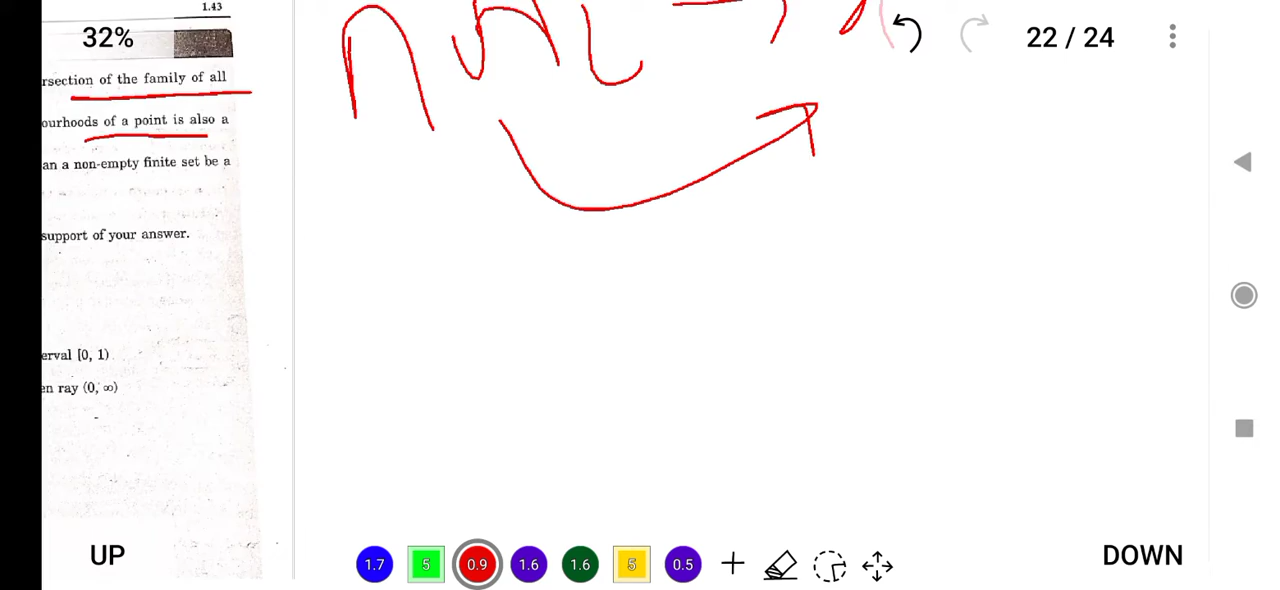 1.43
32%
22 / 24
rsection of the family of all
ourhoods of a point is also a
an a non-empty finite set be a
support of your answer.
erval [0, 1)
en ray (0, ∞)
UP
1.7 5 0.9 1.6 1.6 5 0.5 +
DOWN